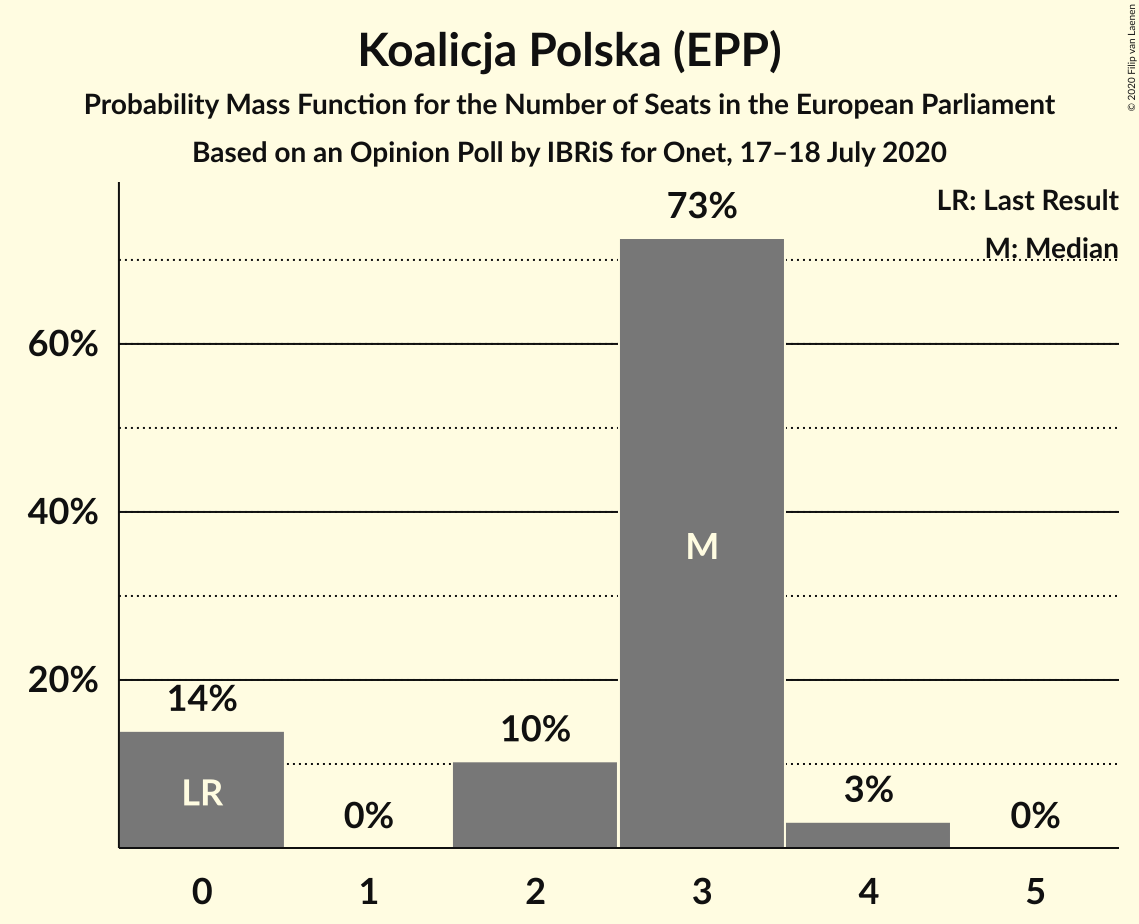 Koalicja Polska (EPP)
Probability Mass Function for the Number of Seats in the European Parliament
Based on an Opinion Poll by IBRiS for Onet, 17–18 July 2020
© 2020 Filip van Laenen
LR: Last Result
M: Median
73%
60%
40%
20%
M
14%
10%
LR
0%
3%
0%
0 1 2 3 4 5